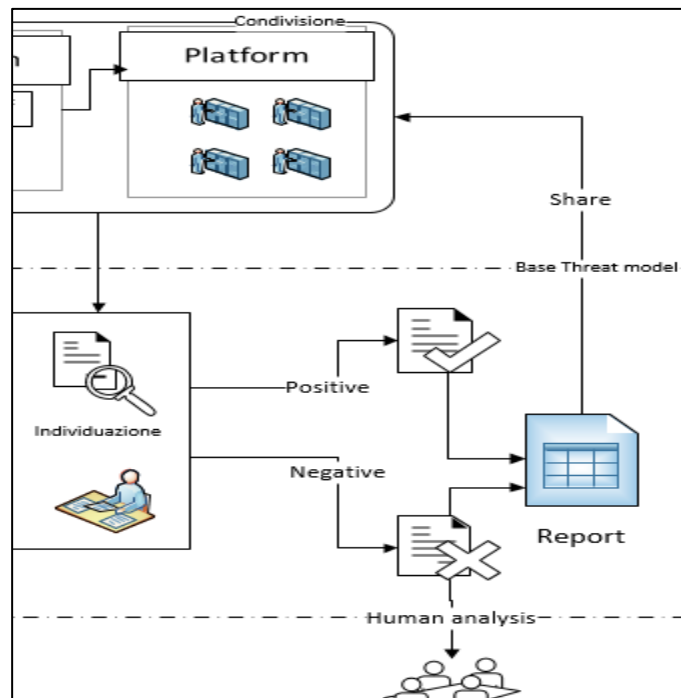 Condivisione
Platform
Share
Base Threat model
Positive
Individuazione
Negative
Report
Human analysis